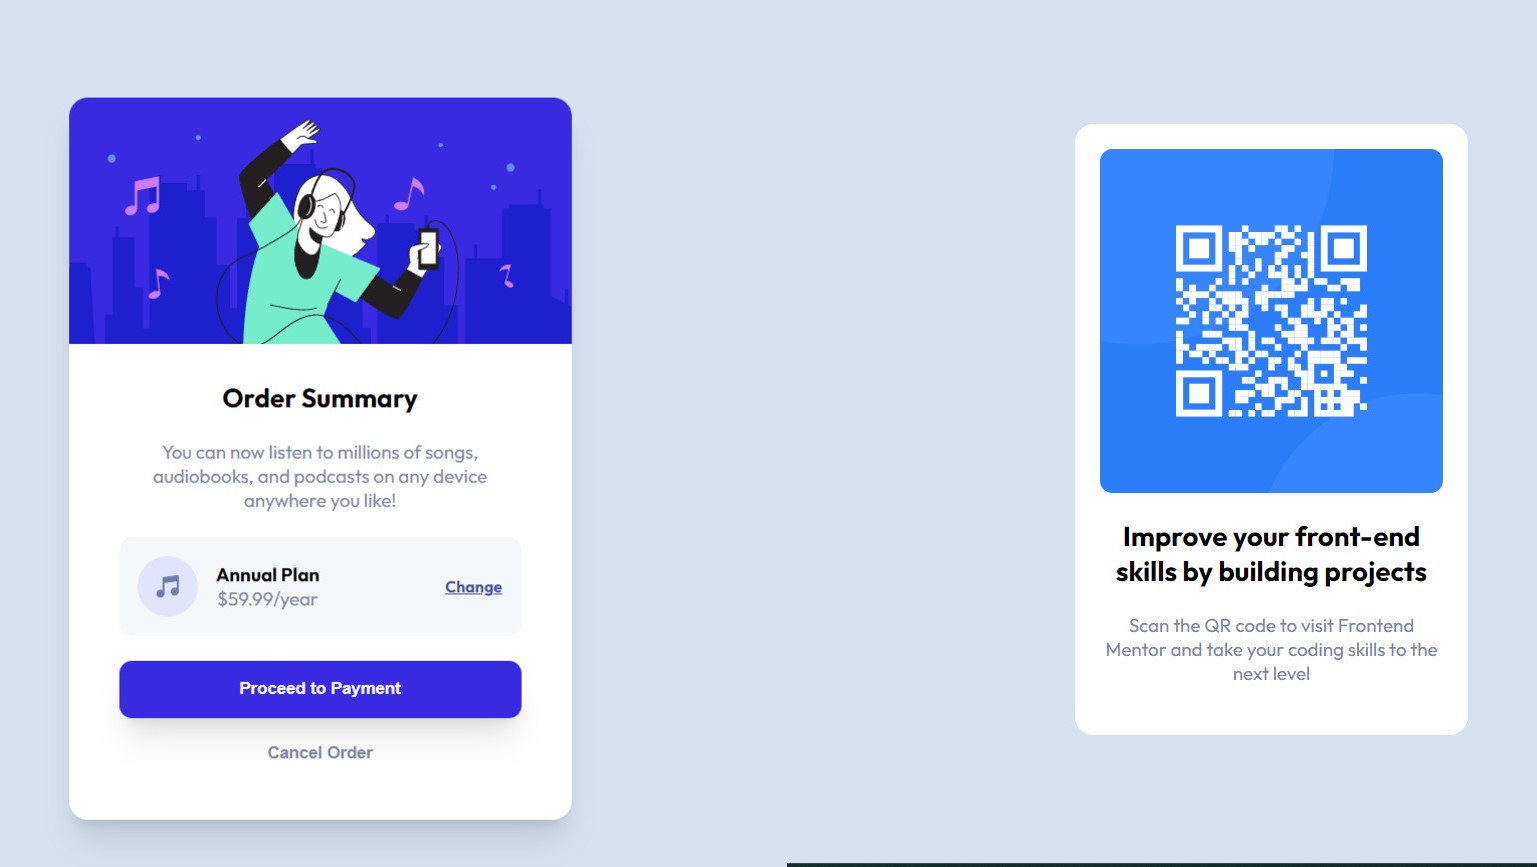 Order Summary
You can now listen to millions of songs,
audiobooks, and podcasts on any device
anywhere you like!
Annual Plan
$59.99/year
Change
Proceed to Payment
Cancel Order
Improve your front-end
skills by building projects
Scan the QR code to visit Frontend
Mentor and take your coding skills to the
next level